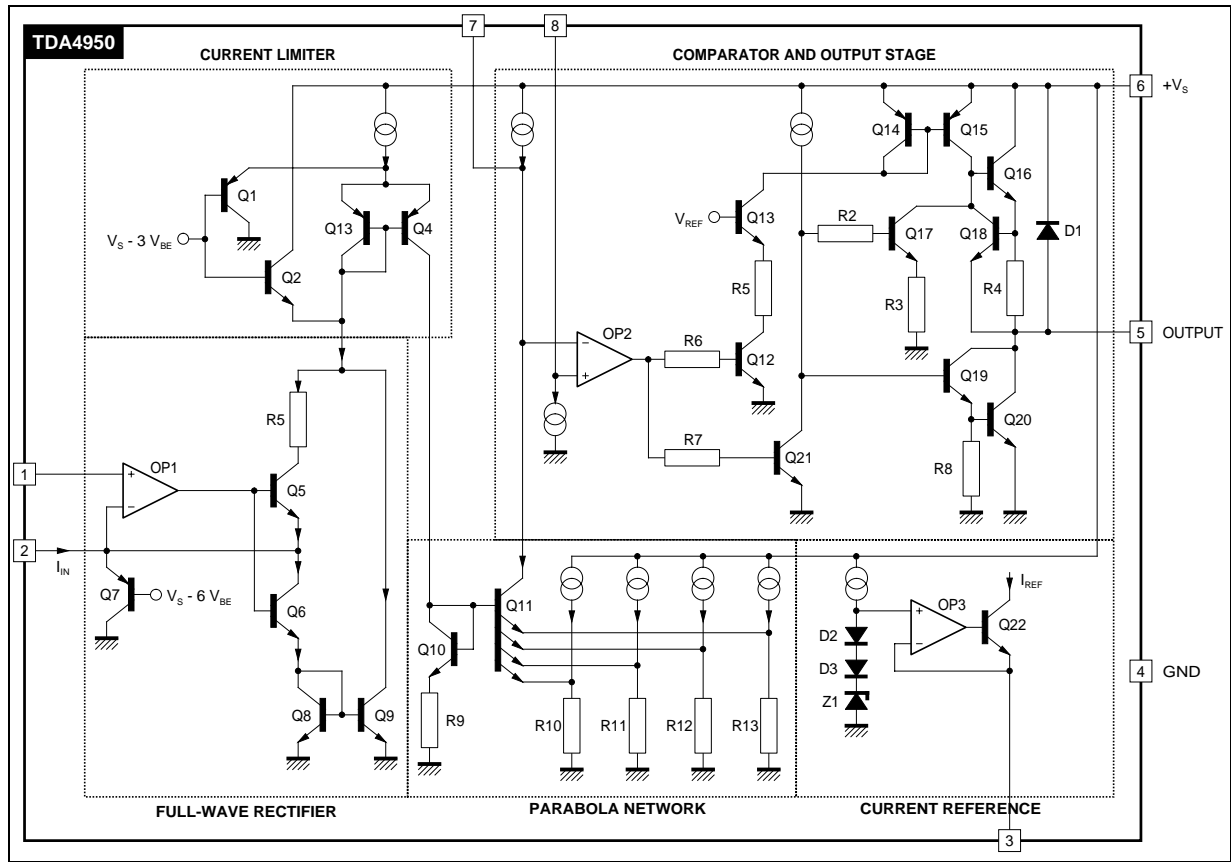 TDA4950
7
8
CURRENT LIMITER
COMPARATOR AND OUTPUT STAGE
6
+VS
Q14
Q15
Q1
Q13
Q4
VS - 3 VBE
Q2
VREF
Q13
R2
Q17
Q16
Q18
D1
R5
R3
R4
OP2
R6
Q12
5
OUTPUT
Q19
Q20
R7
Q21
R8
R5
1
OP1
Q5
2
IIN
Q7
VS - 6 VBE
Q6
Q8
Q9
Q11
Q10
R9
R10
R11
R12
R13
IREF
OP3
Q22
D2
D3
Z1
4
GND
FULL-WAVE RECTIFIER
PARABOLA NETWORK
CURRENT REFERENCE
3